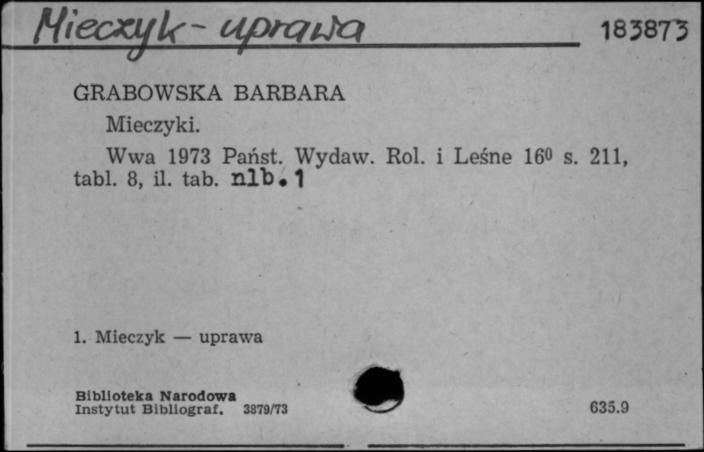 Mieczyk - uprawa 183873
GRABOWSKA BARBARA
Mieczyki.
Wwa 1973 Państ. Wydaw. Rol. i Leśne 16⁰ s. 211,
tabl. 8, il. tab. nlb. 1
1. Mieczyk — uprawa
Biblioteka Narodowa
Instytut Bibliograf. 3879/73 635.9